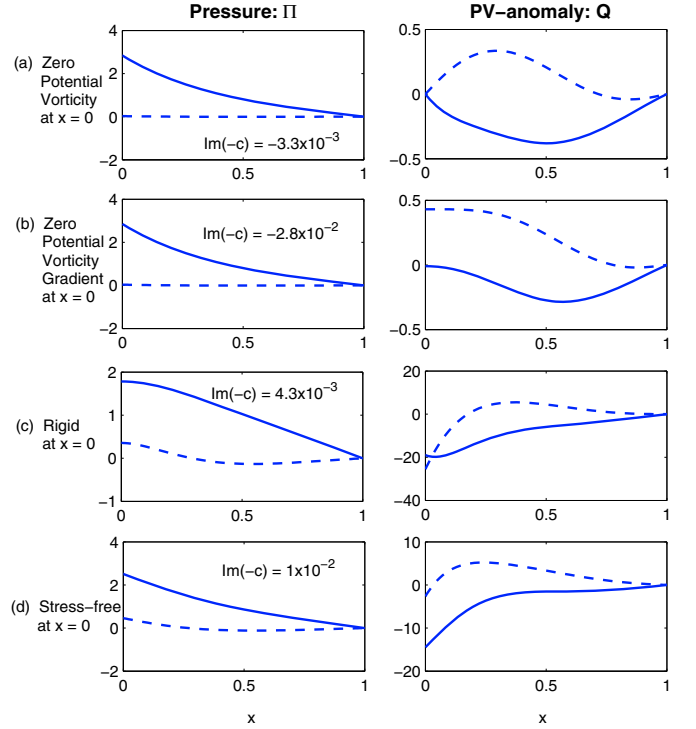 Pressure: Π
PV−anomaly: Q
(a) Zero
Potential
Vorticity
at x = 0
4
2
0
−2
0
0.5
1
Im(−c) = −3.3x10⁻³
0.5
0
−0.5
0
0.5
1
(b) Zero
Potential
Vorticity
Gradient
at x = 0
4
2
0
−2
0
0.5
1
Im(−c) = −2.8x10⁻²
0.5
0
−0.5
0
0.5
1
(c) Rigid
at x = 0
2
1
0
−1
0
0.5
1
Im(−c) = 4.3x10⁻³
20
0
−20
−40
0
0.5
1
(d) Stress−free
at x = 0
4
2
0
−2
0
0.5
1
Im(−c) = 1x10⁻²
10
0
−10
−20
0
0.5
1
x
x